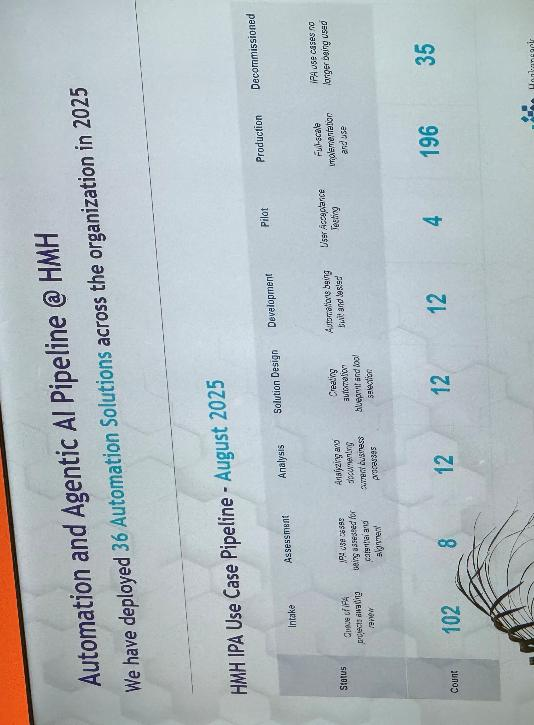 Automation and Agentic AI Pipeline @ HMH
We have deployed 36 Automation Solutions across the organization in 2025
HMH IPA Use Case Pipeline - August 2025
Intake
Assessment
Analysis
Solution Design
Development
Pilot
Production
Decommissioned
Status
Queue of IPA
projects awaiting
review
IPA use cases
being assessed for
potential and
alignment
Analyzing and
documenting
current business
processes
Creating
automation
blueprint and tool
selection
Automations being
built and tested
User Acceptance
Testing
Full-scale
implementation
and use
IPA use cases no
longer being used
Count
102
8
12
12
12
4
196
35